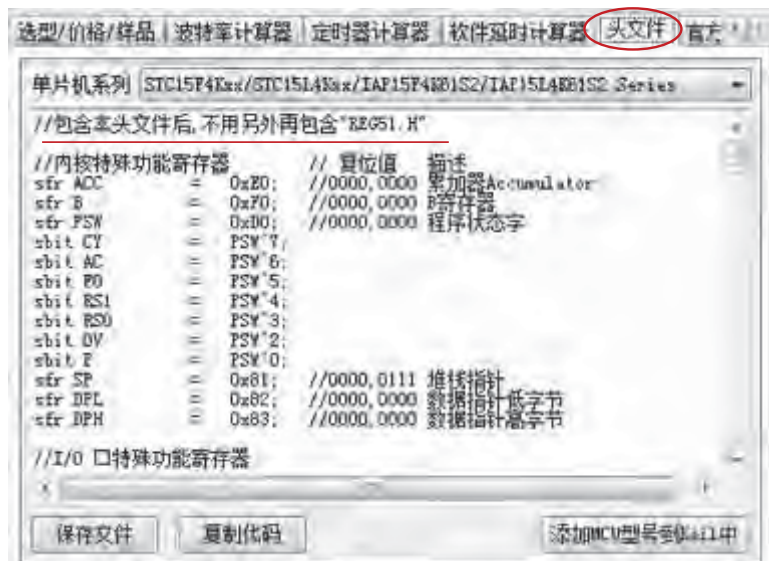 选型/价格/样品 波特率计算器 定时器计算器 软件延时计算器 头文件 官方
单片机系列 STC15F4Kxx/STC15L4Kxx/IAP15F4K61S2/IAP15L4K61S2 Series
//包含本头文件后,不用另外再包含"REG51.H"
//内核特殊功能寄存器 // 复位值 描述
sfr ACC = 0xE0; //0000,0000 累加器Accumulator
sfr B = 0xF0; //0000,0000 B寄存器
sfr PSW = 0xD0; //0000,0000 程序状态字
sbit CY = PSW^7;
sbit AC = PSW^6;
sbit F0 = PSW^5;
sbit RS1 = PSW^4;
sbit RS0 = PSW^3;
sbit OV = PSW^2;
sbit P = PSW^0;
sfr SP = 0x81; //0000,0111 堆栈指针
sfr DPL = 0x82; //0000,0000 数据指针低字节
sfr DPH = 0x83; //0000,0000 数据指针高字节
//I/O 口特殊功能寄存器
保存文件 复制代码 添加MCU型号到Keil中